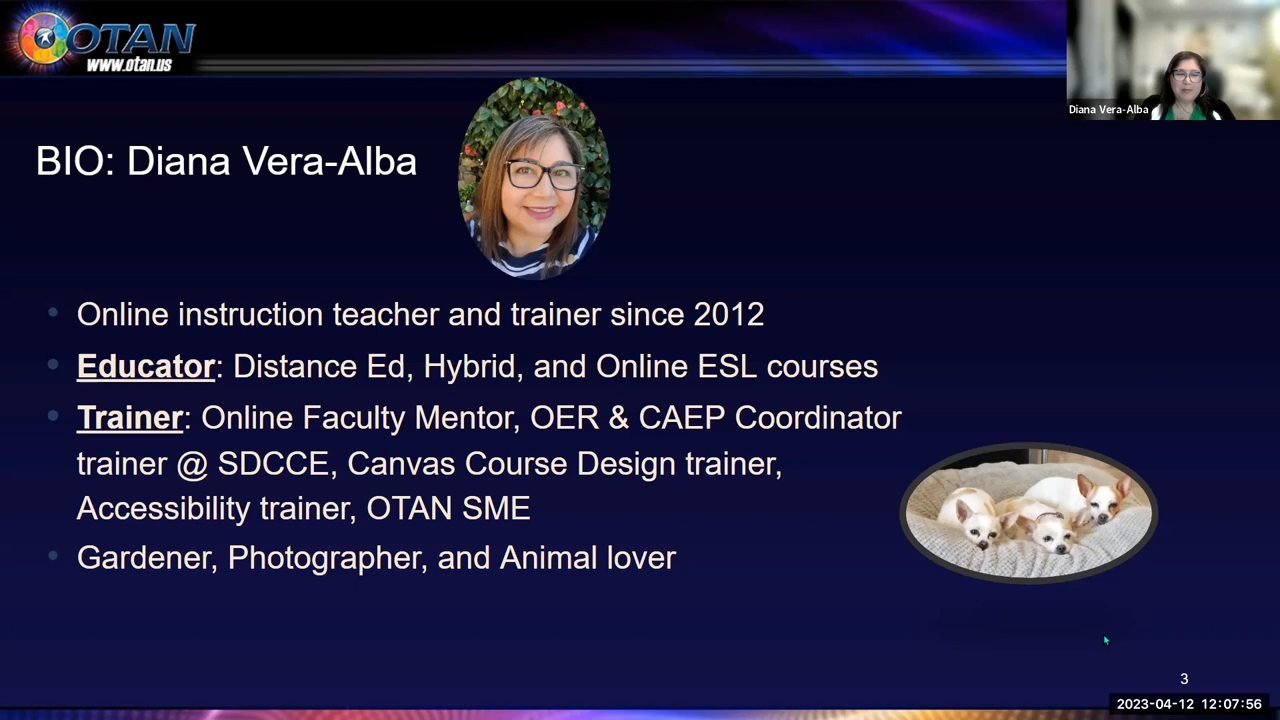 OTAN
www.otan.us
Diana Vera-Alba
BIO: Diana Vera-Alba
Online instruction teacher and trainer since 2012
Educator: Distance Ed, Hybrid, and Online ESL courses
Trainer: Online Faculty Mentor, OER & CAEP Coordinator
trainer @ SDCCE, Canvas Course Design trainer,
Accessibility trainer, OTAN SME
Gardener, Photographer, and Animal lover
3
2023-04-12 12:07:56